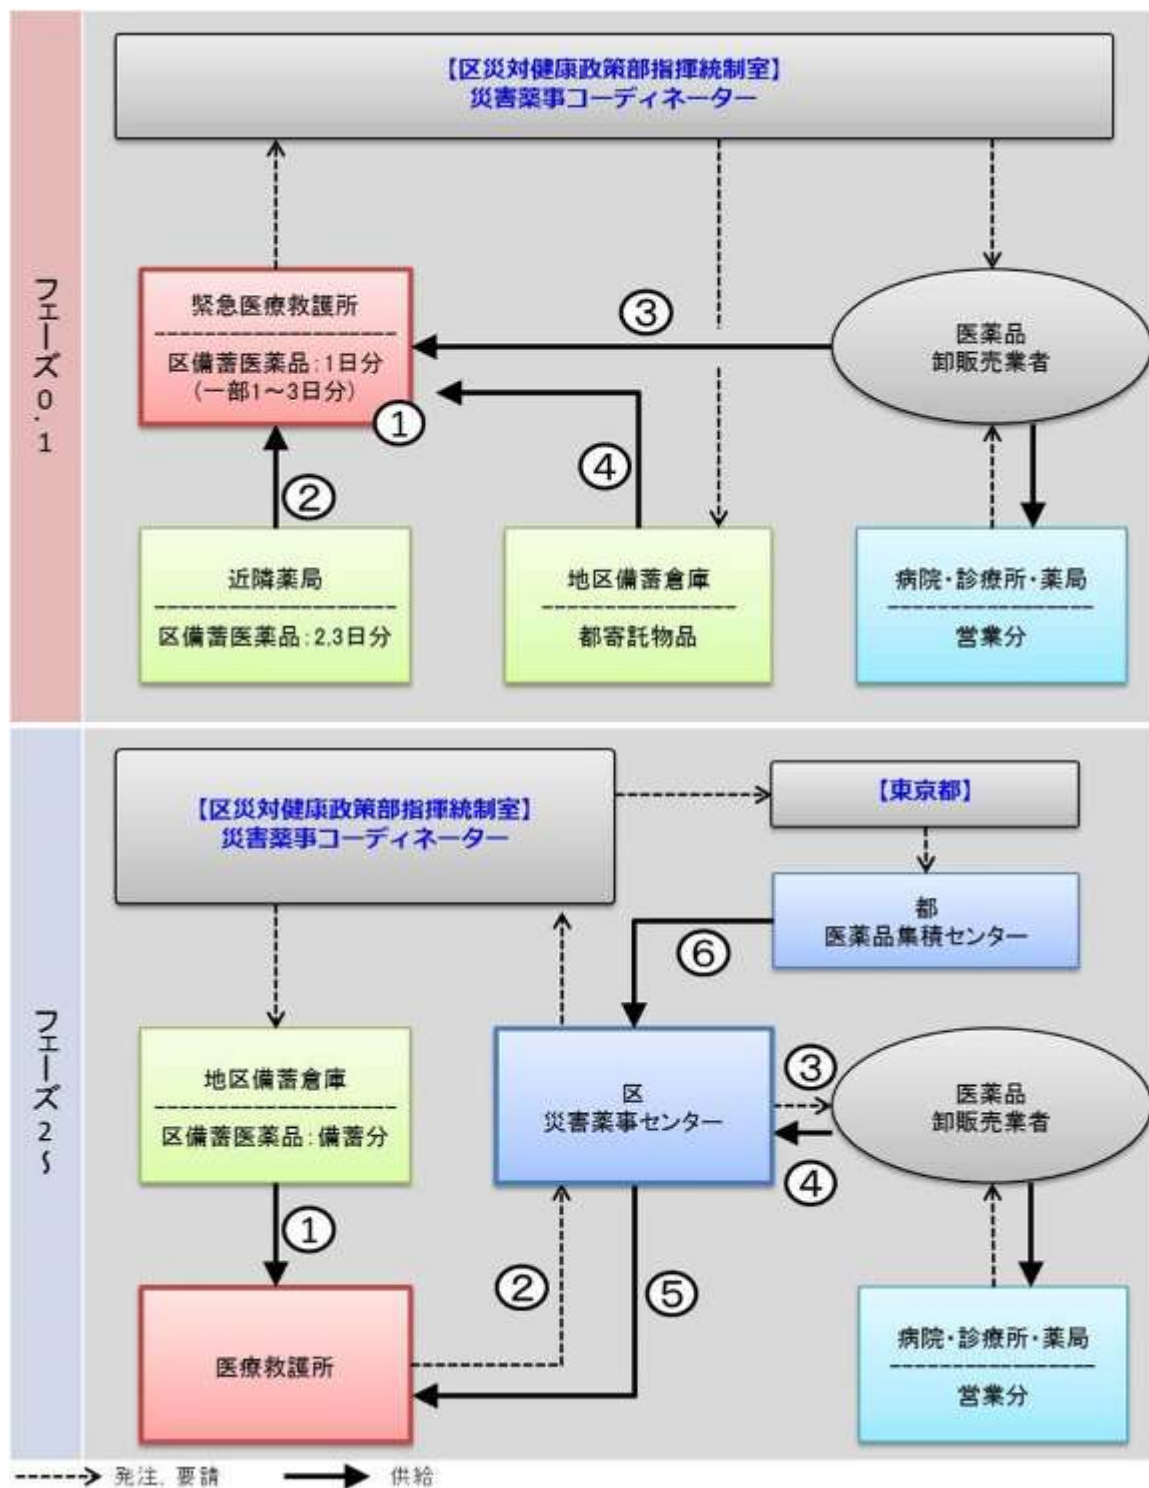 フェーズ0.1
【区災対健康政策部指揮統制室】
災害薬事コーディネーター
緊急医療救護所
区備蓄医薬品:1日分
(一部1~3日分)
①
③
医薬品
卸販売業者
②
④
近隣薬局
区備蓄医薬品:2,3日分
地区備蓄倉庫
都寄託物品
病院・診療所・薬局
営業分
フェーズ2~
【区災対健康政策部指揮統制室】
災害薬事コーディネーター
【東京都】
都
医薬品集積センター
⑥
地区備蓄倉庫
区備蓄医薬品:備蓄分
区
災害薬事センター
③
④
医薬品
卸販売業者
①
②
⑤
医療救護所
病院・診療所・薬局
営業分
発注、要請
供給